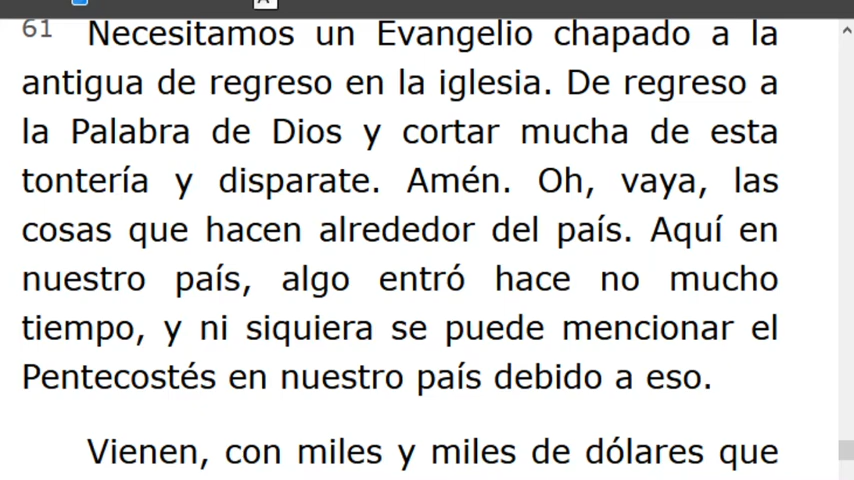 61 Necesitamos un Evangelio chapado a la
antigua de regreso en la iglesia. De regreso a
la Palabra de Dios y cortar mucha de esta
tontería y disparate. Amén. Oh, vaya, las
cosas que hacen alrededor del país. Aquí en
nuestro país, algo entró hace no mucho
tiempo, y ni siquiera se puede mencionar el
Pentecostés en nuestro país debido a eso.
Vienen, con miles y miles de dólares que